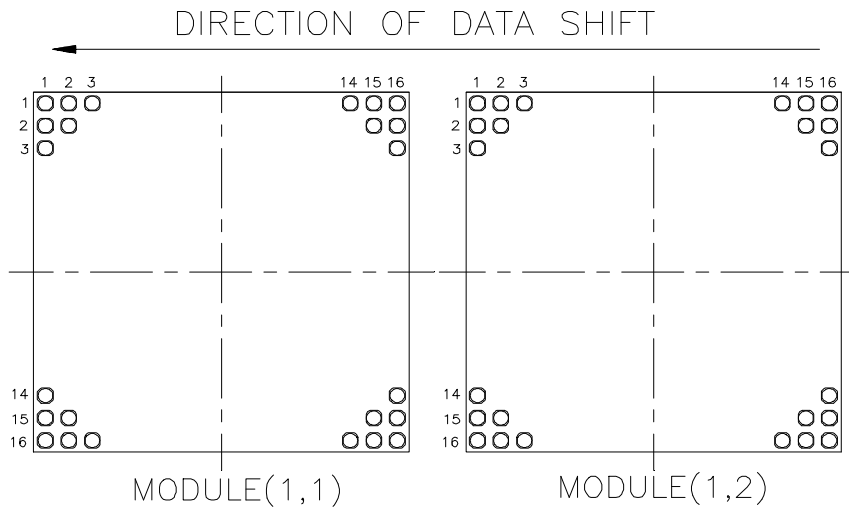 DIRECTION OF DATA SHIFT
1 2 3 14 15 16 1 2 3 14 15 16
1 1
2 2
3 3
14 14
15 15
16 16
MODULE(1,1) MODULE(1,2)